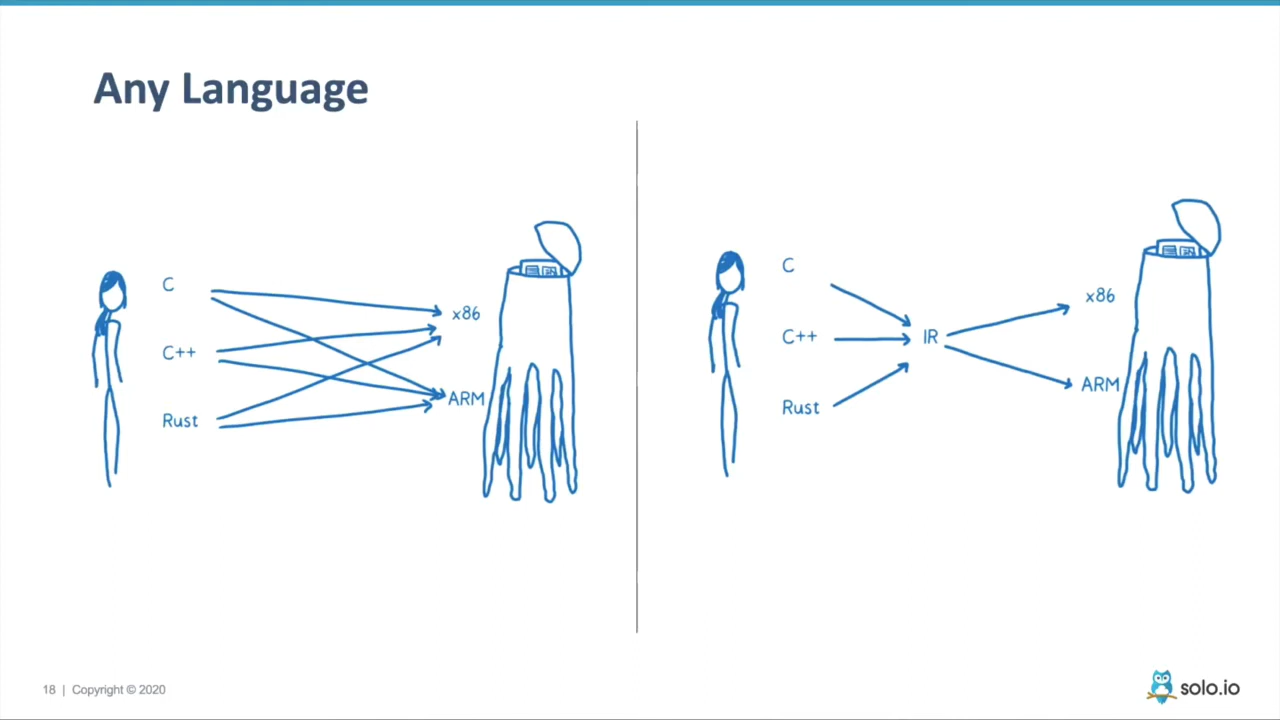 Any Language
C
C++
Rust
x86
ARM
C
C++
Rust
IR
x86
ARM
18 | Copyright © 2020
solo.io